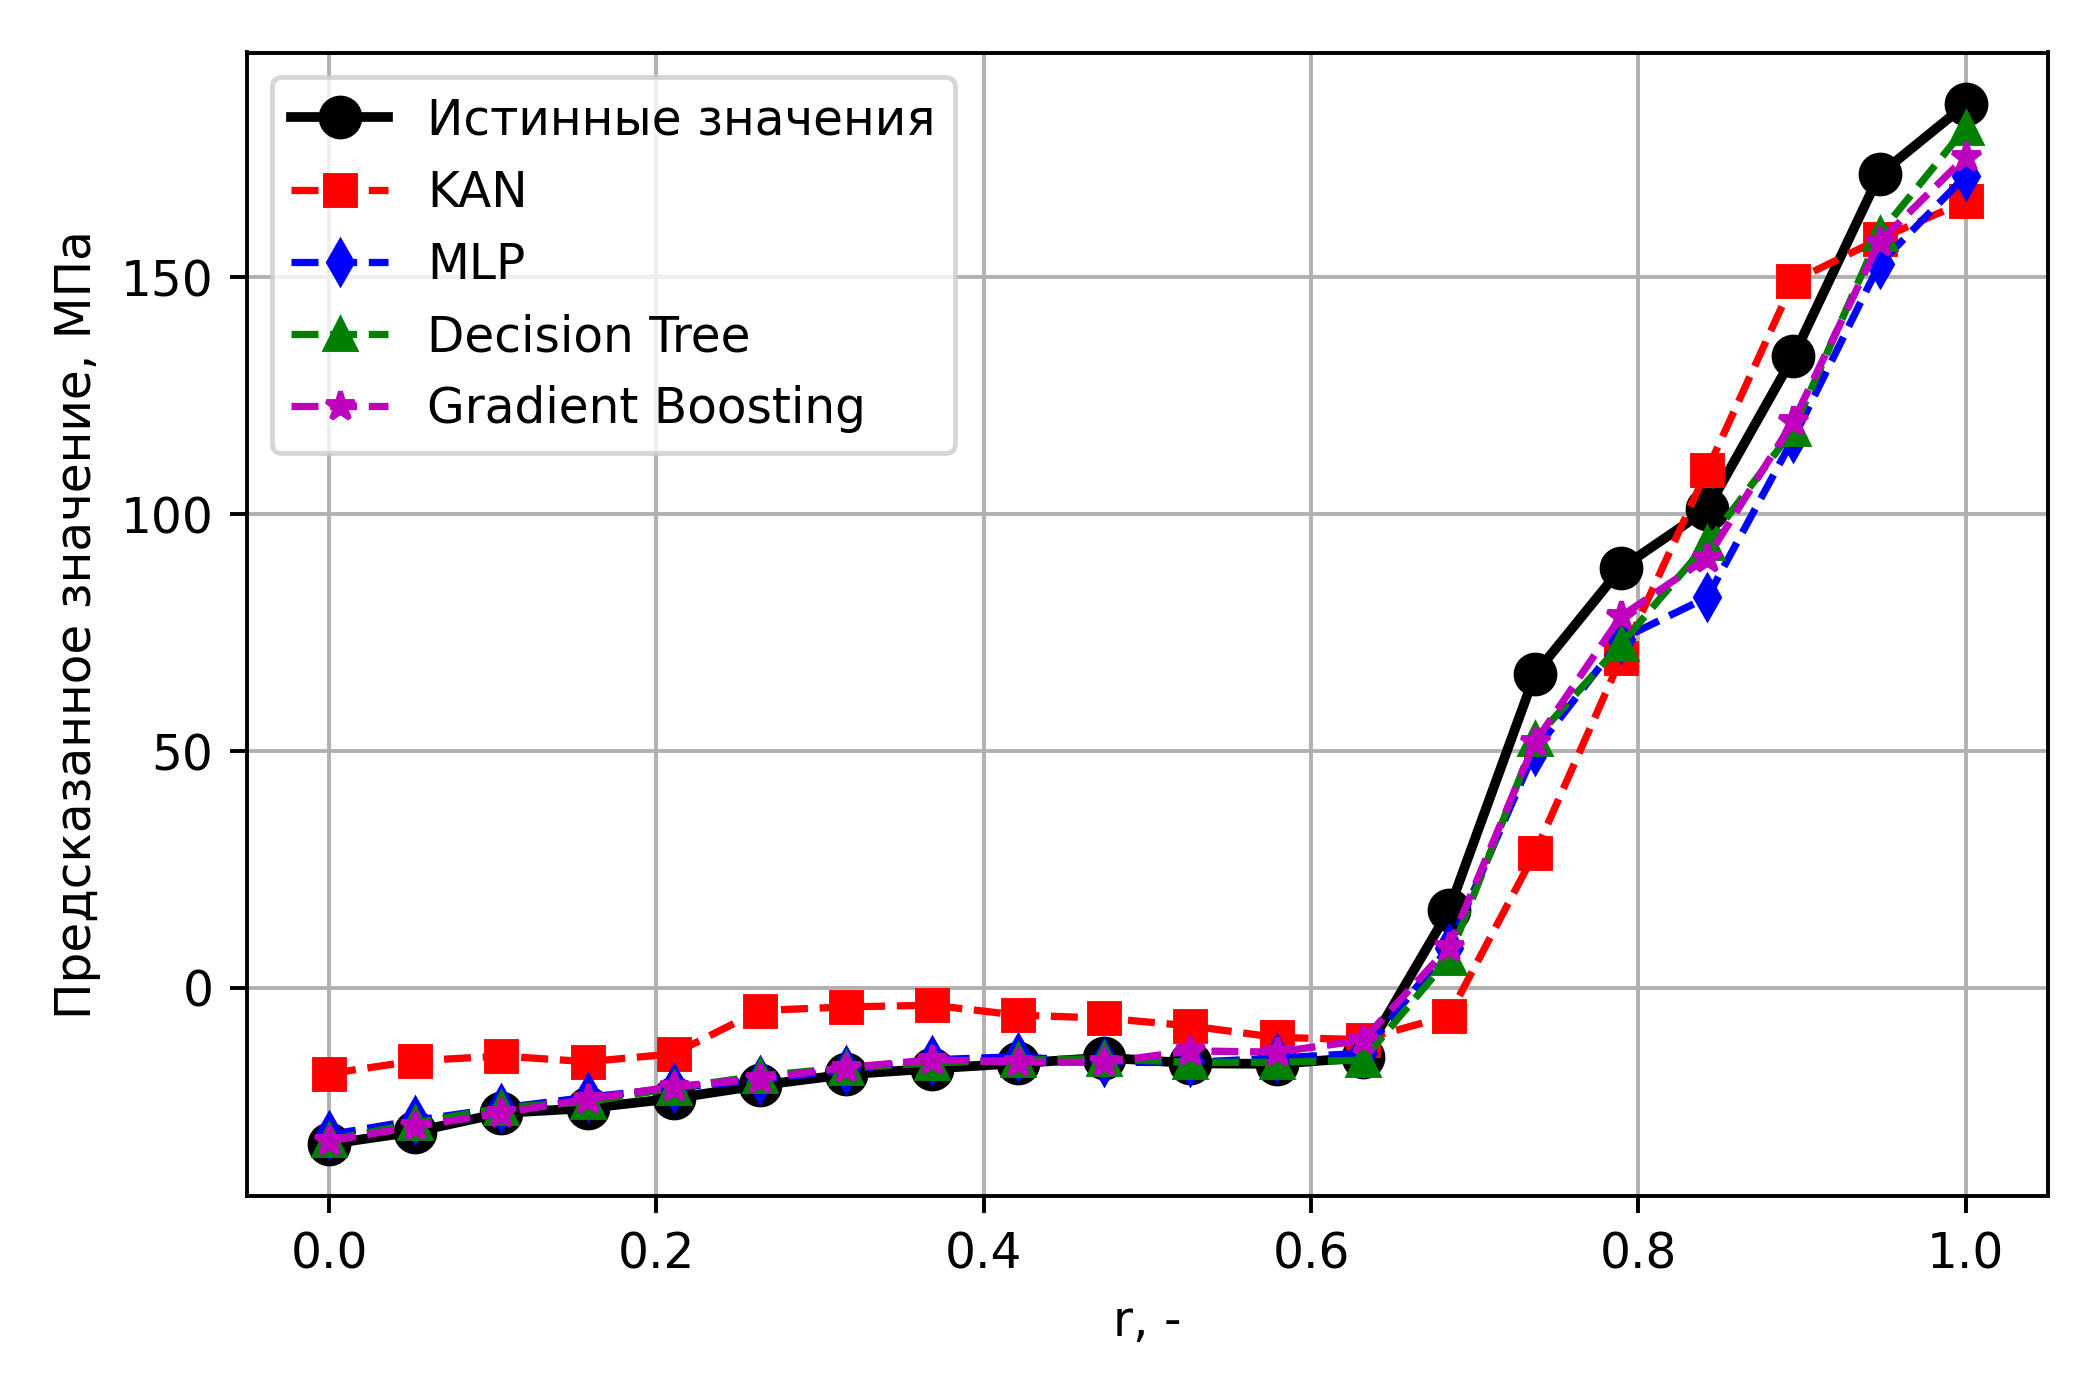 Истинные значения
KAN
MLP
Decision Tree
Gradient Boosting
Предсказанное значение, МПа
150
100
50
0
0.0 0.2 0.4 0.6 0.8 1.0
r, -